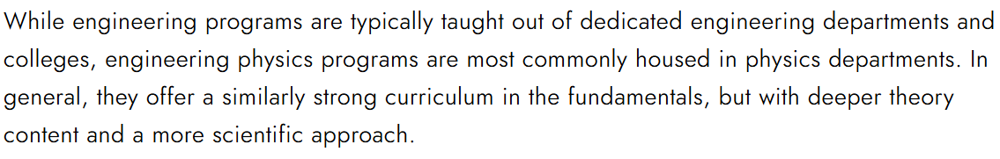 While engineering programs are typically taught out of dedicated engineering departments and
colleges, engineering physics programs are most commonly housed in physics departments. In
general, they offer a similarly strong curriculum in the fundamentals, but with deeper theory
content and a more scientific approach.